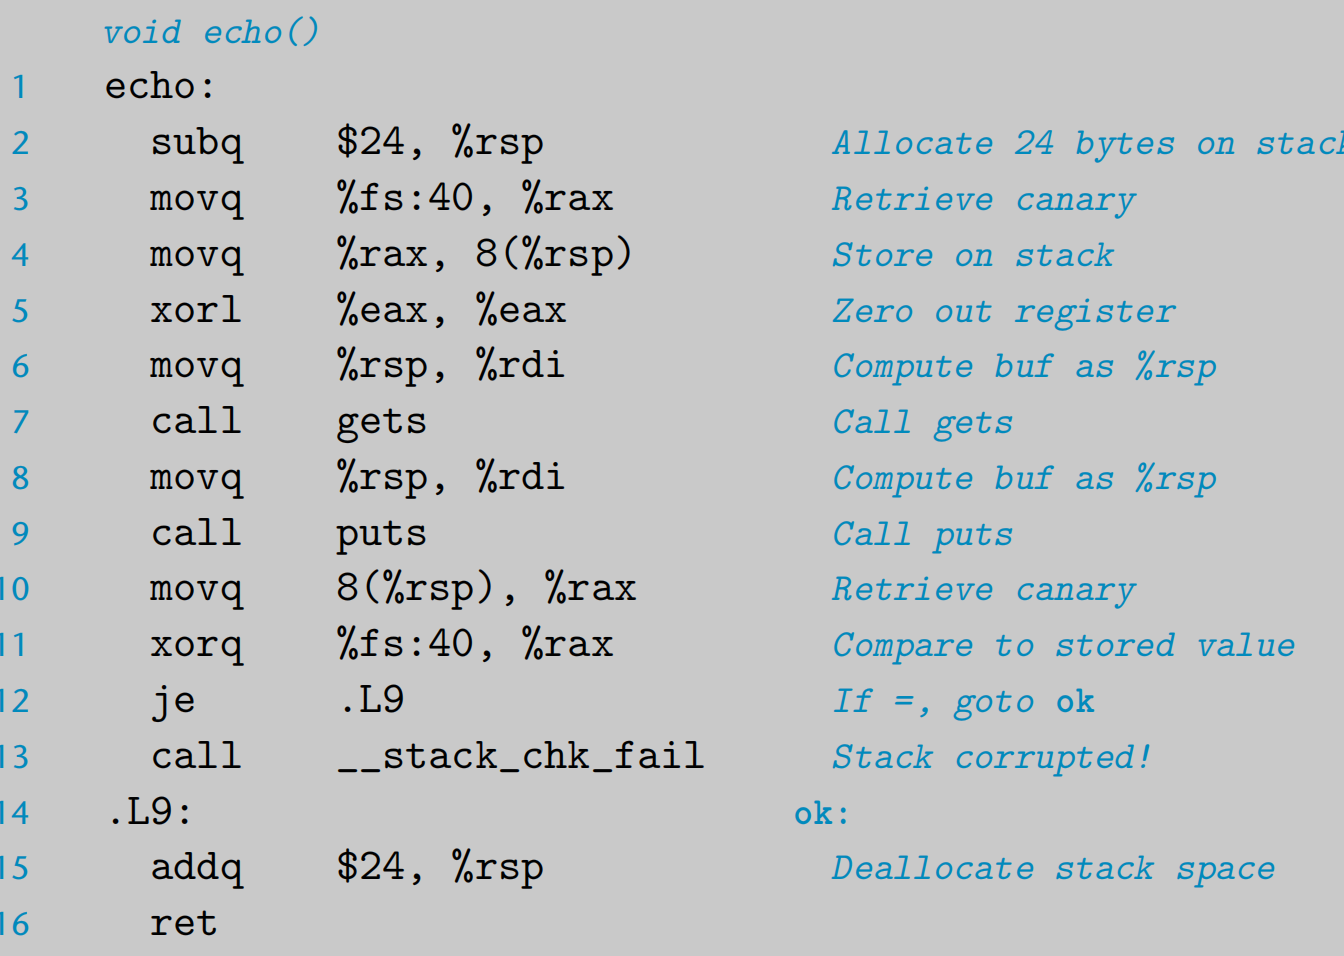 void echo()
1 echo:
2 subq $24, %rsp Allocate 24 bytes on stack
3 movq %fs:40, %rax Retrieve canary
4 movq %rax, 8(%rsp) Store on stack
5 xorl %eax, %eax Zero out register
6 movq %rsp, %rdi Compute buf as %rsp
7 call gets Call gets
8 movq %rsp, %rdi Compute buf as %rsp
9 call puts Call puts
10 movq 8(%rsp), %rax Retrieve canary
11 xorq %fs:40, %rax Compare to stored value
12 je .L9 If =, goto ok
13 call __stack_chk_fail Stack corrupted!
14 .L9: ok:
15 addq $24, %rsp Deallocate stack space
16 ret